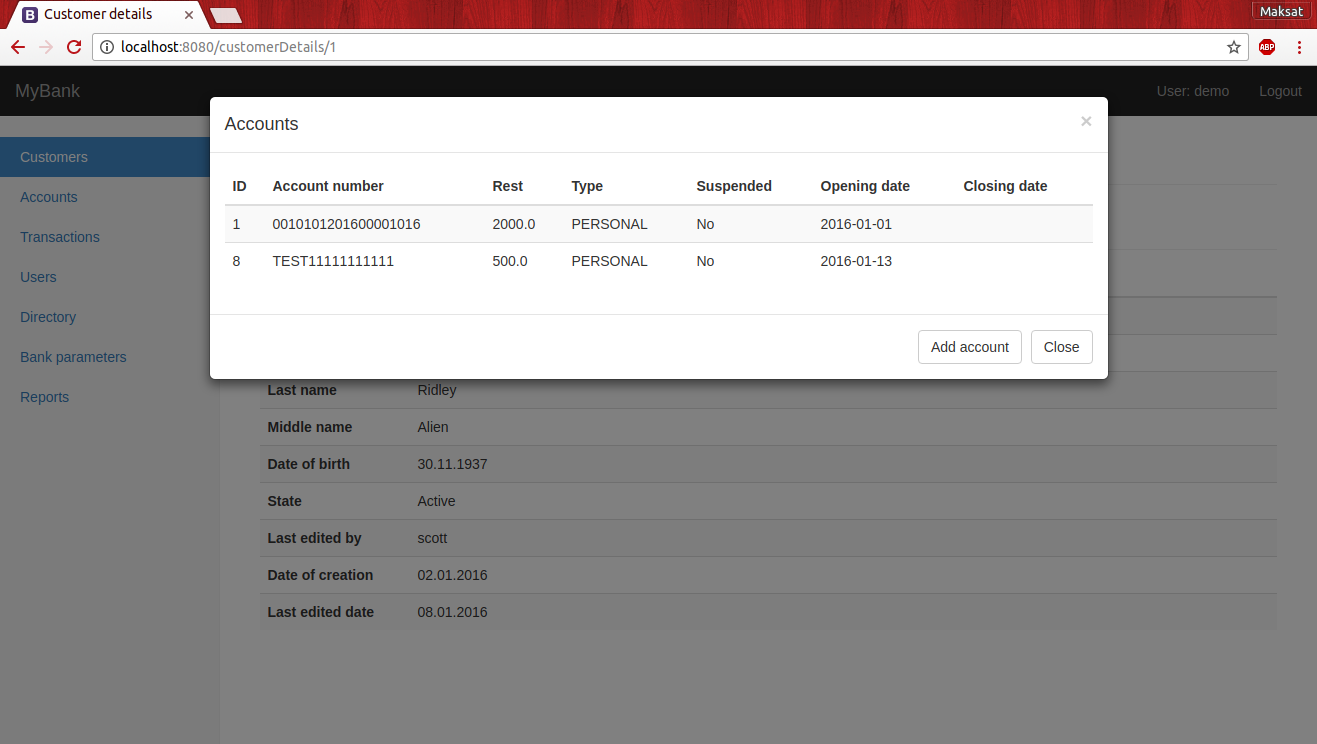 Customer details
Maksat
localhost:8080/customerDetails/1
ABP
MyBank
User: demo
Logout
Customers
Accounts
Transactions
Users
Directory
Bank parameters
Reports
Accounts
ID Account number Rest Type Suspended Opening date Closing date
1 0010101201600001016 2000.0 PERSONAL No 2016-01-01
8 TEST11111111111 500.0 PERSONAL No 2016-01-13
Add account Close
Last name Ridley
Middle name Alien
Date of birth 30.11.1937
State Active
Last edited by scott
Date of creation 02.01.2016
Last edited date 08.01.2016